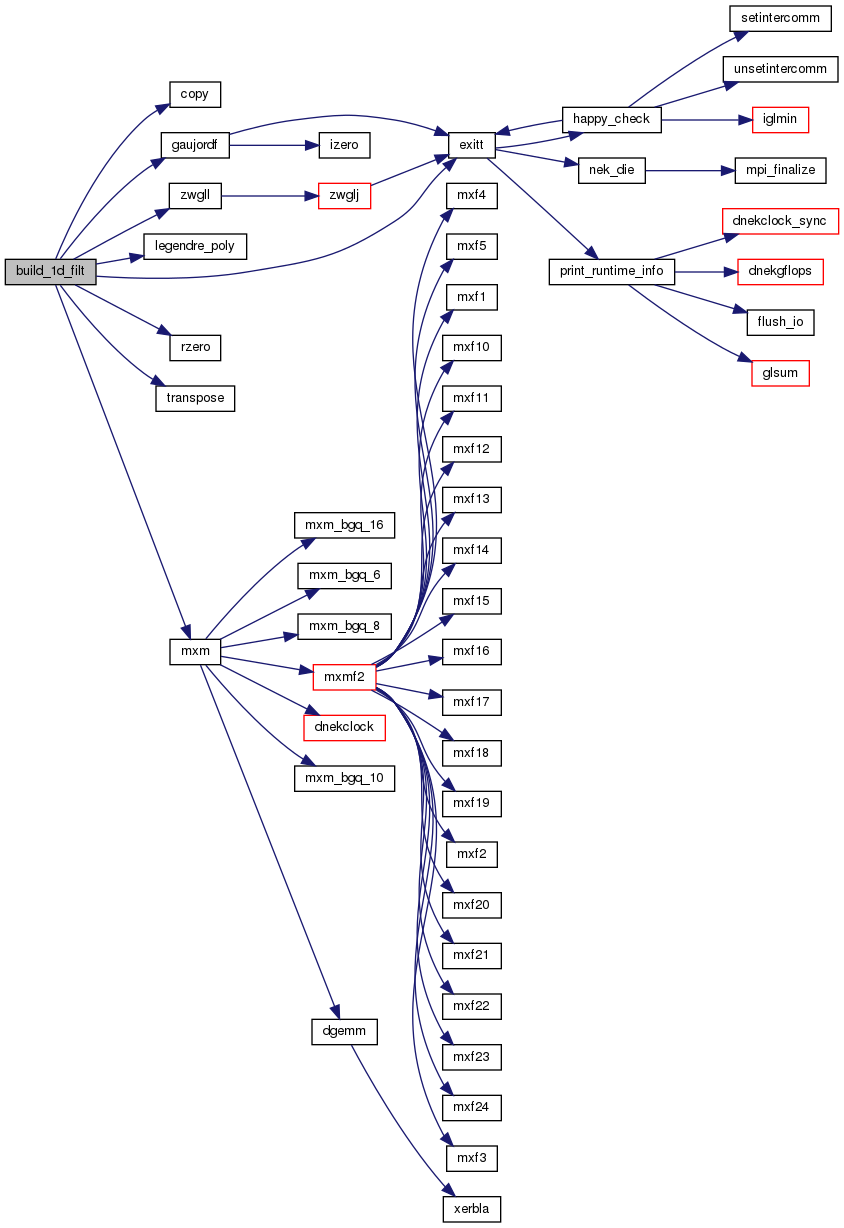 setintercomm
unsetintercomm
copy
happy_check
iglmin
gaujordf
izero
exitt
nek_die
mpi_finalize
zwgll
zwglj
mxf4
dnekclock_sync
legendre_poly
mxf5
build_1d_filt
print_runtime_info
dnekgflops
mxf1
flush_io
rzero
mxf10
glsum
transpose
mxf11
mxf12
mxf13
mxm_bgq_16
mxf14
mxm_bgq_6
mxf15
mxm_bgq_8
mxm
mxf16
mxmf2
mxf17
dnekclock
mxf18
mxm_bgq_10
mxf19
mxf2
mxf20
mxf21
mxf22
dgemm
mxf23
mxf24
mxf3
xerbla